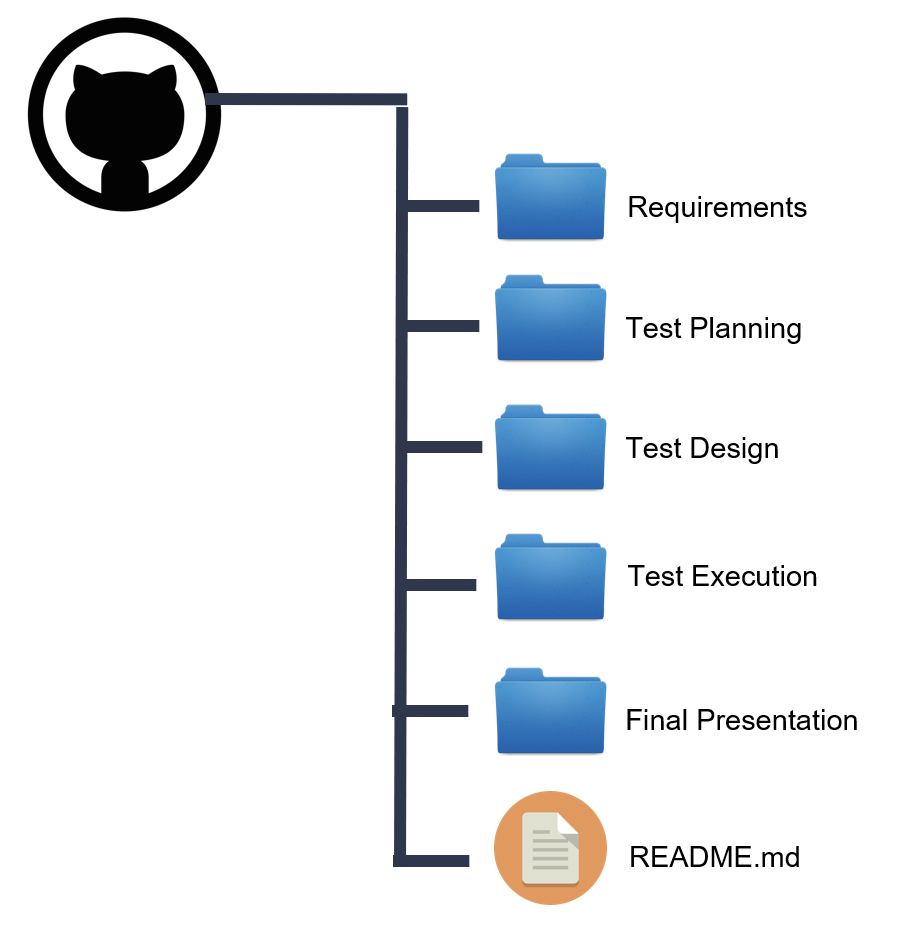 Requirements
Test Planning
Test Design
Test Execution
Final Presentation
README.md